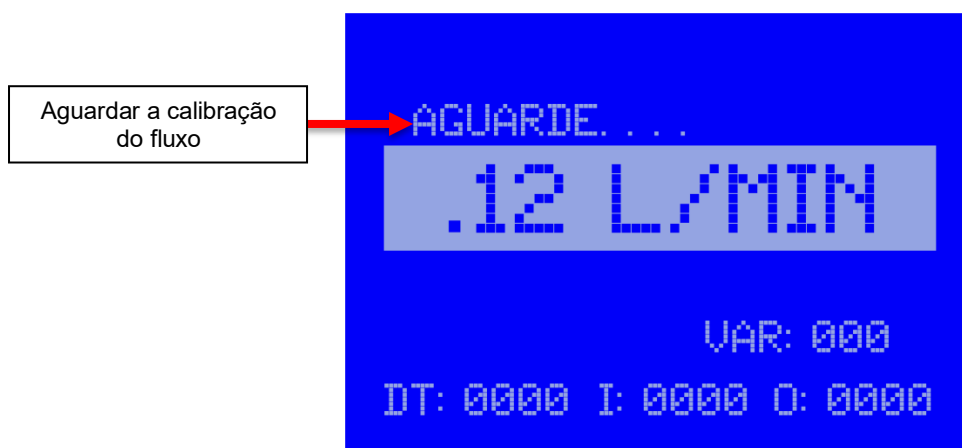 Aguardar a calibração
do fluxo
AGUARDE....
.12 L/MIN
VAR: 000
DT: 0000 I: 0000 O: 0000